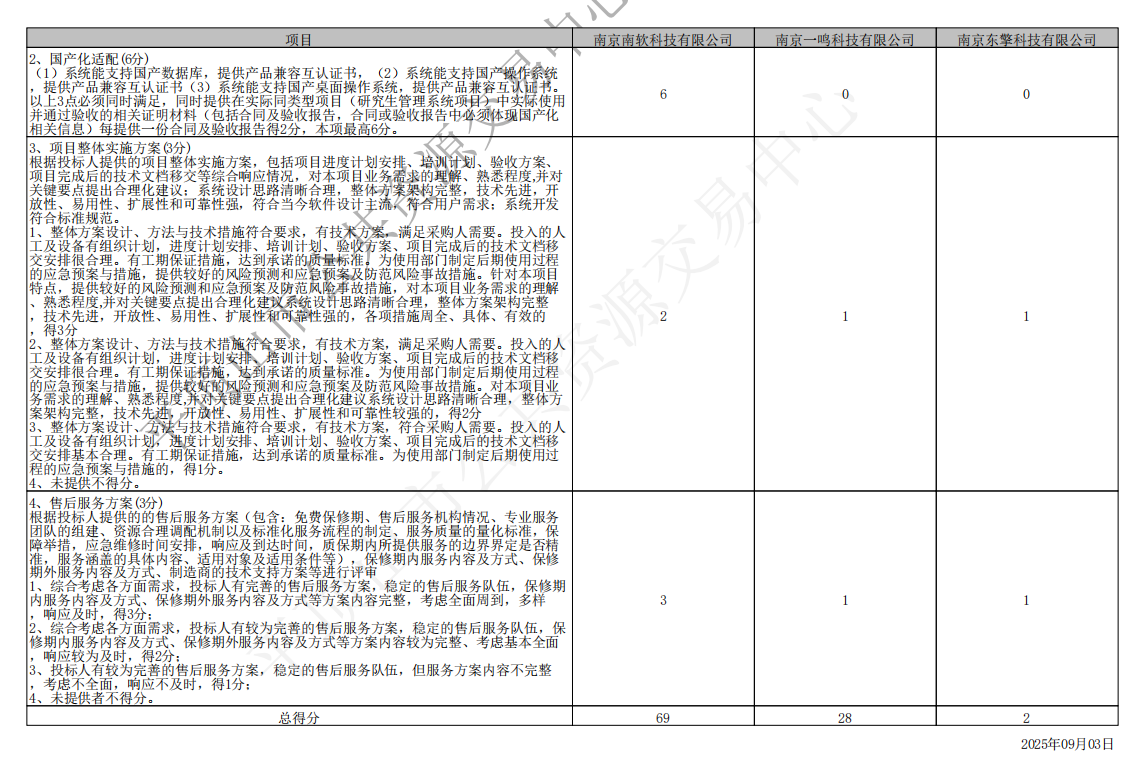 项目 南京南软科技有限公司 南京一鸣科技有限公司 南京东擎科技有限公司
2、国产化适配(6分)
（1）系统能支持国产数据库，提供产品兼容互认证书，（2）系统能支持国产操作系统
，提供产品兼容互认证书（3）系统能支持国产桌面操作系统，提供产品兼容互认证书。
以上3点必须同时满足，同时提供在实际同类型项目（研究生管理系统项目）中实际使用
并通过验收的相关证明材料（包括合同及验收报告，合同或验收报告中必须体现国产化
相关信息）每提供一份合同及验收报告得2分，本项最高6分。
6 0 0
3、项目整体实施方案(3分)
根据投标人提供的项目整体实施方案，包括项目进度计划安排、培训计划、验收方案、
项目完成后的技术文档移交等综合响应情况，对本项目业务需求的理解、熟悉程度,并对
关键要点提出合理化建议；系统设计思路清晰合理，整体方案架构完整，技术先进，开
放性、易用性、扩展性和可靠性强，符合当今软件设计主流，符合用户需求；系统开发
符合标准规范。
1、整体方案设计、方法与技术措施符合要求，有技术方案，满足采购人需要。投入的人
工及设备有组织计划，进度计划安排、培训计划、验收方案、项目完成后的技术文档移
交安排很合理。有工期保证措施，达到承诺的质量标准。为使用部门制定后期使用过程
的应急预案与措施，提供较好的风险预测和应急预案及防范风险事故措施。针对本项目
特点，提供较好的风险预测和应急预案及防范风险事故措施，对本项目业务需求的理解
、熟悉程度,并对关键要点提出合理化建议系统设计思路清晰合理，整体方案架构完整
，技术先进，开放性、易用性、扩展性和可靠性强的，各项措施周全、具体、有效的
，得3分
2、整体方案设计、方法与技术措施符合要求，有技术方案，满足采购人需要。投入的人
工及设备有组织计划，进度计划安排、培训计划、验收方案、项目完成后的技术文档移
交安排很合理。有工期保证措施，达到承诺的质量标准。为使用部门制定后期使用过程
的应急预案与措施，提供较好的风险预测和应急预案及防范风险事故措施。对本项目业
务需求的理解、熟悉程度,并对关键要点提出合理化建议系统设计思路清晰合理，整体方
案架构完整，技术先进，开放性、易用性、扩展性和可靠性较强的，得2分
3、整体方案设计、方法与技术措施符合要求，有技术方案，符合采购人需要。投入的人
工及设备有组织计划，进度计划安排、培训计划、验收方案、项目完成后的技术文档移
交安排基本合理。有工期保证措施，达到承诺的质量标准。为使用部门制定后期使用过
程的应急预案与措施的，得1分。
4、未提供不得分。
2 1 1
4、售后服务方案(3分)
根据投标人提供的的售后服务方案（包含：免费保修期、售后服务机构情况、专业服务
团队的组建、资源合理调配机制以及标准化服务流程的制定、服务质量的量化标准，保
障举措，应急维修时间安排，响应及到达时间，质保期内所提供服务的边界界定是否精
准，服务涵盖的具体内容、适用对象及适用条件等），保修期内服务内容及方式、保修
期外服务内容及方式、制造商的技术支持方案等进行评审
1、综合考虑各方面需求，投标人有完善的售后服务方案，稳定的售后服务队伍，保修期
内服务内容及方式、保修期外服务内容及方式等方案内容完整，考虑全面周到，多样
，响应及时，得3分；
2、综合考虑各方面需求，投标人有较为完善的售后服务方案，稳定的售后服务队伍，保
修期内服务内容及方式、保修期外服务内容及方式等方案内容较为完整、考虑基本全面
，响应较为及时，得2分；
3、投标人有较为完善的售后服务方案，稳定的售后服务队伍，但服务方案内容不完整
，考虑不全面，响应不及时，得1分；
4、未提供者不得分。
3 1 1
总得分 69 28 2
2025年09月03日